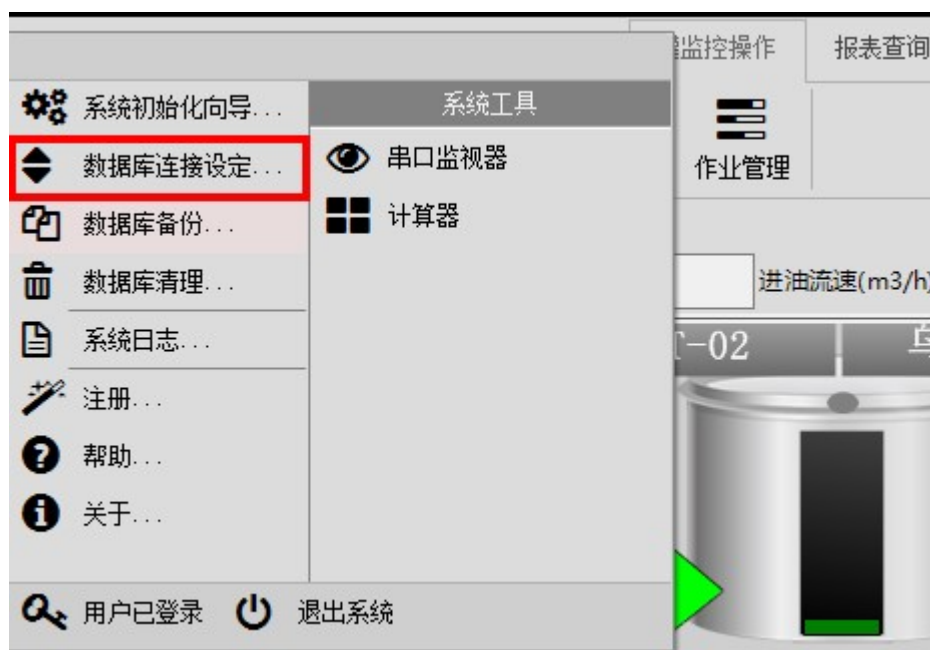 监控操作 报表查询
系统初始化向导...
系统工具
数据库连接设定...
串口监视器
作业管理
数据库备份...
计算器
数据库清理...
进油流速(m3/h)
系统日志...
-02
注册...
帮助...
关于...
用户已登录 退出系统